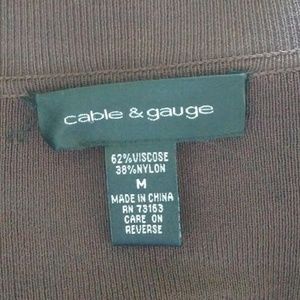 cable & gauge
62%VISCOSE
38%NYLON
M
MADE IN CHINA
RN 73163
CARE ON
REVERSE